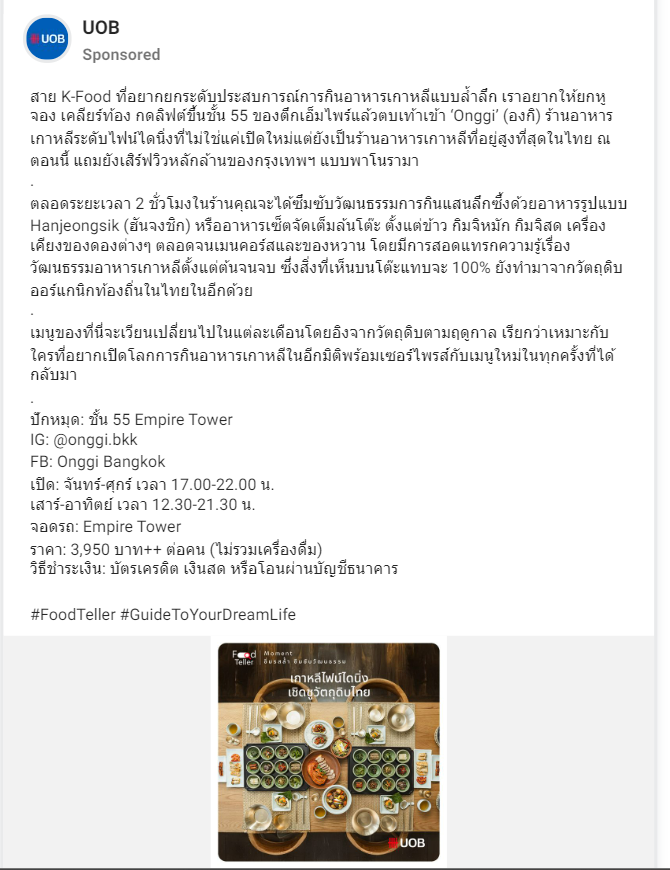 UOB
UOB
Sponsored
สาย K-Food ที่อยากยกระดับประสบการณ์การกินอาหารเกาหลีแบบล้ำลึก เราอยากให้ยกหู
จอง เคลียร์ท้อง กดลิฟต์ขึ้นชั้น 55 ของตึกเอ็มไพร์แล้วตบเท้าเข้า ‘Onggi’ (องกิ) ร้านอาหาร
เกาหลีระดับไฟน์ไดนิ่งที่ไม่ใช่แค่เปิดใหม่แต่ยังเป็นร้านอาหารเกาหลีที่อยู่สูงที่สุดในไทย ณ
ตอนนี้ แถมยังเสิร์ฟวิวหลักล้านของกรุงเทพฯ แบบพาโนรามา
.
ตลอดระยะเวลา 2 ชั่วโมงในร้านคุณจะได้ซึมซับวัฒนธรรมการกินแสนลึกซึ้งด้วยอาหารรูปแบบ
Hanjeongsik (ฮันจงชิก) หรืออาหารเซ็ตจัดเต็มล้นโต๊ะ ตั้งแต่ข้าว กิมจิหมัก กิมจิสด เครื่อง
เคียงของดองต่างๆ ตลอดจนเมนคอร์สและของหวาน โดยมีการสอดแทรกความรู้เรื่อง
วัฒนธรรมอาหารเกาหลีตั้งแต่ต้นจนจบ ซึ่งสิ่งที่เห็นบนโต๊ะแทบจะ 100% ยังทำมาจากวัตถุดิบ
ออร์แกนิกท้องถิ่นในไทยในอีกด้วย
.
เมนูของที่นี่จะเวียนเปลี่ยนไปในแต่ละเดือนโดยอิงจากวัตถุดิบตามฤดูกาล เรียกว่าเหมาะกับ
ใครที่อยากเปิดโลกการกินอาหารเกาหลีในอีกมิติพร้อมเซอร์ไพรส์กับเมนูใหม่ในทุกครั้งที่ได้
กลับมา
.
ปักหมุด: ชั้น 55 Empire Tower
IG: @onggi.bkk
FB: Onggi Bangkok
เปิด: จันทร์-ศุกร์ เวลา 17.00-22.00 น.
เสาร์-อาทิตย์ เวลา 12.30-21.30 น.
จอดรถ: Empire Tower
ราคา: 3,950 บาท++ ต่อคน (ไม่รวมเครื่องดื่ม)
วิธีชำระเงิน: บัตรเครดิต เงินสด หรือโอนผ่านบัญชีธนาคาร
#FoodTeller #GuideToYourDreamLife
Food Teller
Moment
ชิมรสล้ำ ซึมซับวัฒนธรรม
เกาหลีไฟน์ไดนิ่ง
เชิดชูวัตถุดิบไทย
UOB